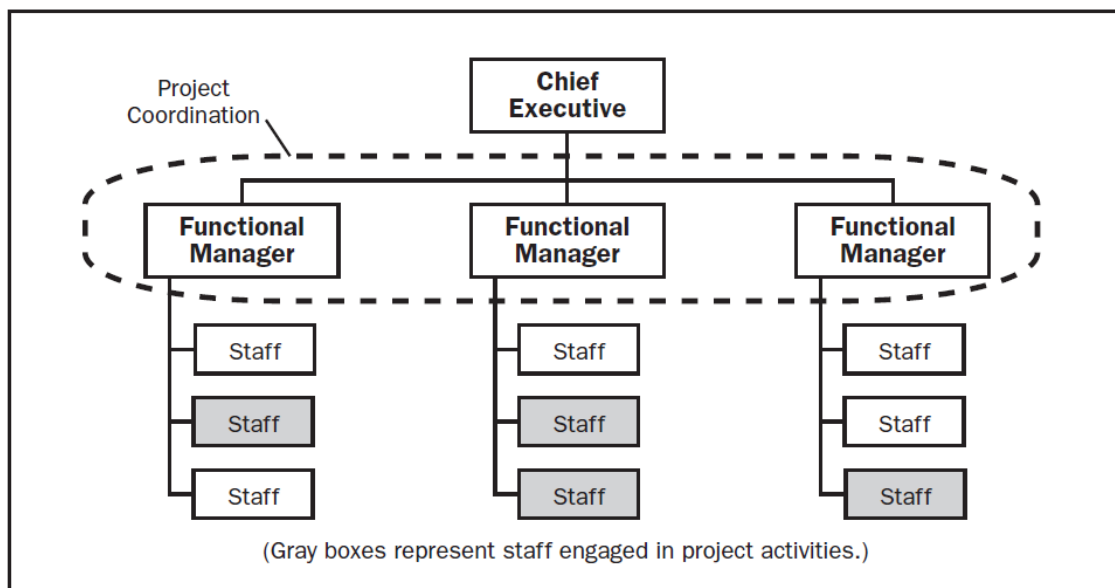 Project
Coordination
Chief
Executive
Functional
Manager
Functional
Manager
Functional
Manager
Staff
Staff
Staff
Staff
Staff
Staff
Staff
Staff
Staff
(Gray boxes represent staff engaged in project activities.)